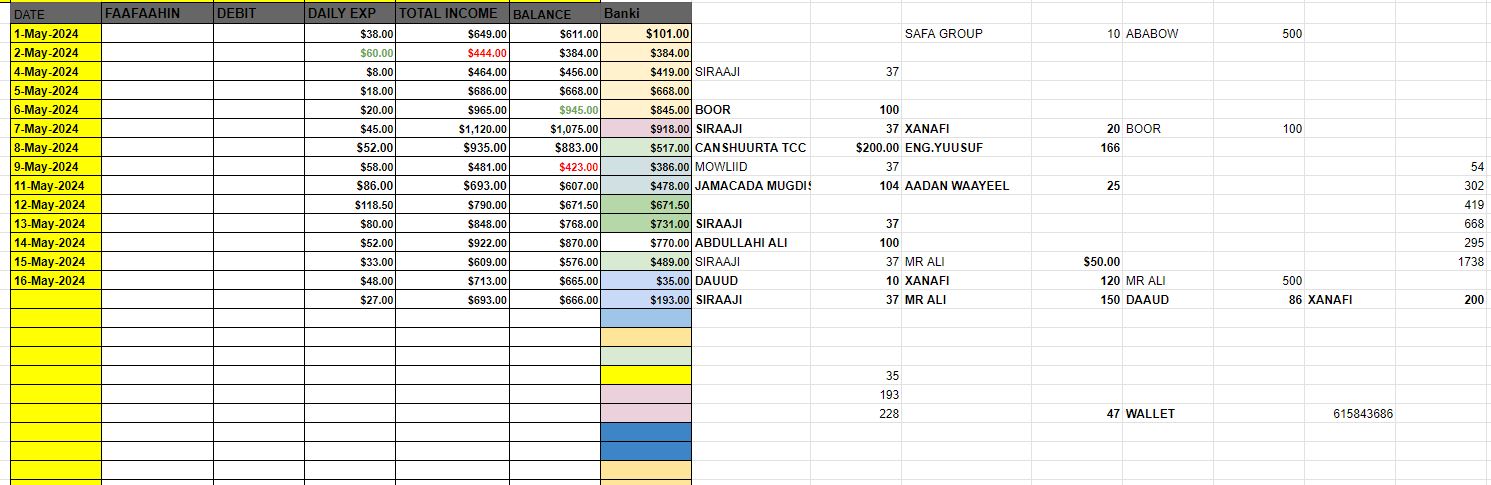 DATE FAAFAAHIN DEBIT DAILY EXP TOTAL INCOME BALANCE Banki
1-May-2024 $38.00 $649.00 $611.00 $101.00 SAFA GROUP 10 ABABOW 500
2-May-2024 $60.00 $444.00 $384.00 $384.00
4-May-2024 $8.00 $464.00 $456.00 $419.00 SIRAAJI 37
5-May-2024 $18.00 $686.00 $668.00 $668.00
6-May-2024 $20.00 $965.00 $945.00 $845.00 BOOR 100
7-May-2024 $45.00 $1,120.00 $1,075.00 $918.00 SIRAAJI 37 XANAFI 20 BOOR 100
8-May-2024 $52.00 $935.00 $883.00 $517.00 CANSHUURTA TCC $200.00 ENG.YUUSUF 166
9-May-2024 $58.00 $481.00 $423.00 $386.00 MOWLIID 37 54
11-May-2024 $86.00 $693.00 $607.00 $478.00 JAMACADA MUGDIS 104 AADAN WAAYEEL 25 302
12-May-2024 $118.50 $790.00 $671.50 $671.50 419
13-May-2024 $80.00 $848.00 $768.00 $731.00 SIRAAJI 37 668
14-May-2024 $52.00 $922.00 $870.00 $770.00 ABDULLAHI ALI 100 295
15-May-2024 $33.00 $609.00 $576.00 $489.00 SIRAAJI 37 MR ALI $50.00 1738
16-May-2024 $48.00 $713.00 $665.00 $35.00 DAUUD 10 XANAFI 120 MR ALI 500
$27.00 $693.00 $666.00 $193.00 SIRAAJI 37 MR ALI 150 DAAUD 86 XANAFI 200
35
193
228 47 WALLET 615843686